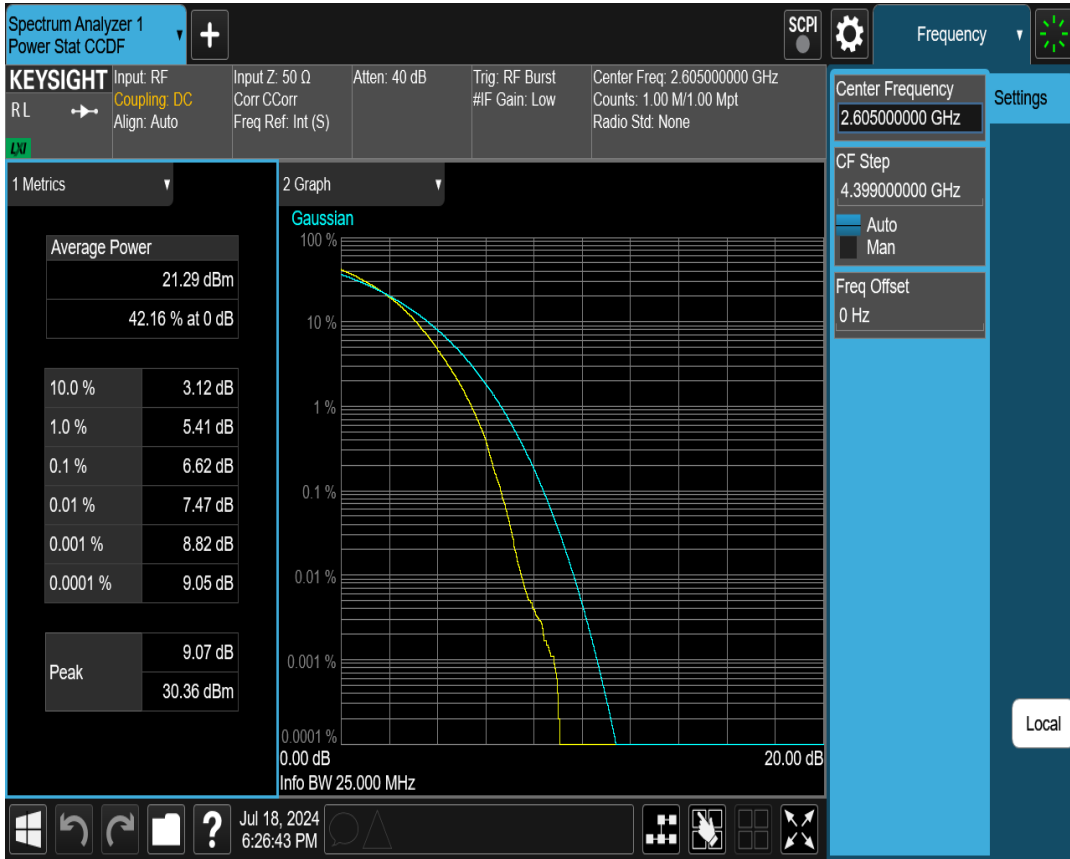 Spectrum Analyzer 1
Power Stat CCDF
+
SCPI
Frequency
KEYSIGHT
R L
LXI
Input: RF
Coupling: DC
Align: Auto
Input Z: 50 Ω
Corr CCorr
Freq Ref: Int (S)
Atten: 40 dB
Trig: RF Burst
#IF Gain: Low
Center Freq: 2.605000000 GHz
Counts: 1.00 M/1.00 Mpt
Radio Std: None
Center Frequency
2.605000000 GHz
Settings
CF Step
4.399000000 GHz
Auto
Man
Freq Offset
0 Hz
Local
1 Metrics
Average Power
21.29 dBm
42.16 % at 0 dB
10.0 % 3.12 dB
1.0 % 5.41 dB
0.1 % 6.62 dB
0.01 % 7.47 dB
0.001 % 8.82 dB
0.0001 % 9.05 dB
Peak
9.07 dB
30.36 dBm
2 Graph
Gaussian
100 %
10 %
1 %
0.1 %
0.01 %
0.001 %
0.0001 %
0.00 dB 20.00 dB
Info BW 25.000 MHz
?
Jul 18, 2024
6:26:43 PM